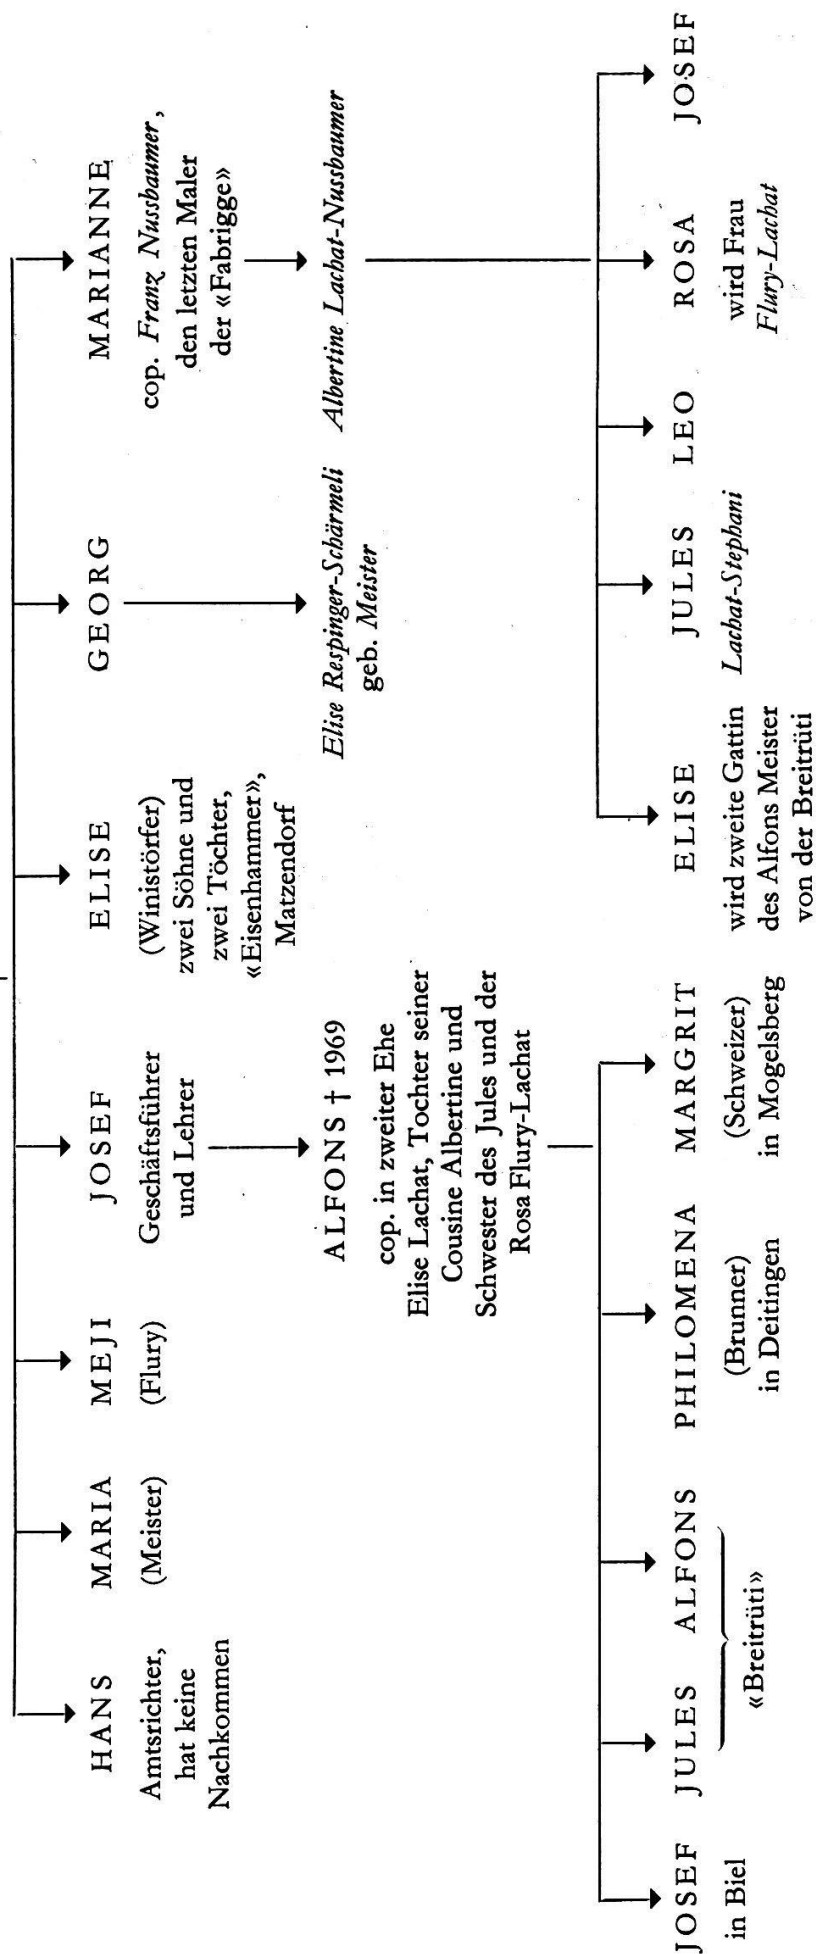 HANS
Amtsrichter,
hat keine
Nachkommen
MARIA
(Meister)
MEJI
(Flury)
JOSEF
Geschäftsführer
und Lehrer
ELISE
(Winistörfer)
zwei Söhne und
zwei Töchter,
«Eisenhammer»,
Matzendorf
GEORG
MARIANNE
cop. Franz Nussbaumer,
den letzten Maler
der «Fabrigge»
ALFONS † 1969
cop. in zweiter Ehe
Elise Lachat, Tochter seiner
Cousine Albertine und
Schwester des Jules und der
Rosa Flury-Lachat
Elise Respinger-Schärmeli
geb. Meister
Albertine Lachat-Nussbaumer
JOSEF
in Biel
JULES
ALFONS
«Breitrüti»
PHILOMENA
(Brunner)
in Deitingen
MARGRIT
(Schweizer)
in Mogelsberg
ELISE
wird zweite Gattin
des Alfons Meister
von der Breitrüti
JULES
Lachat-Stephani
LEO
ROSA
wird Frau
Flury-Lachat
JOSEF